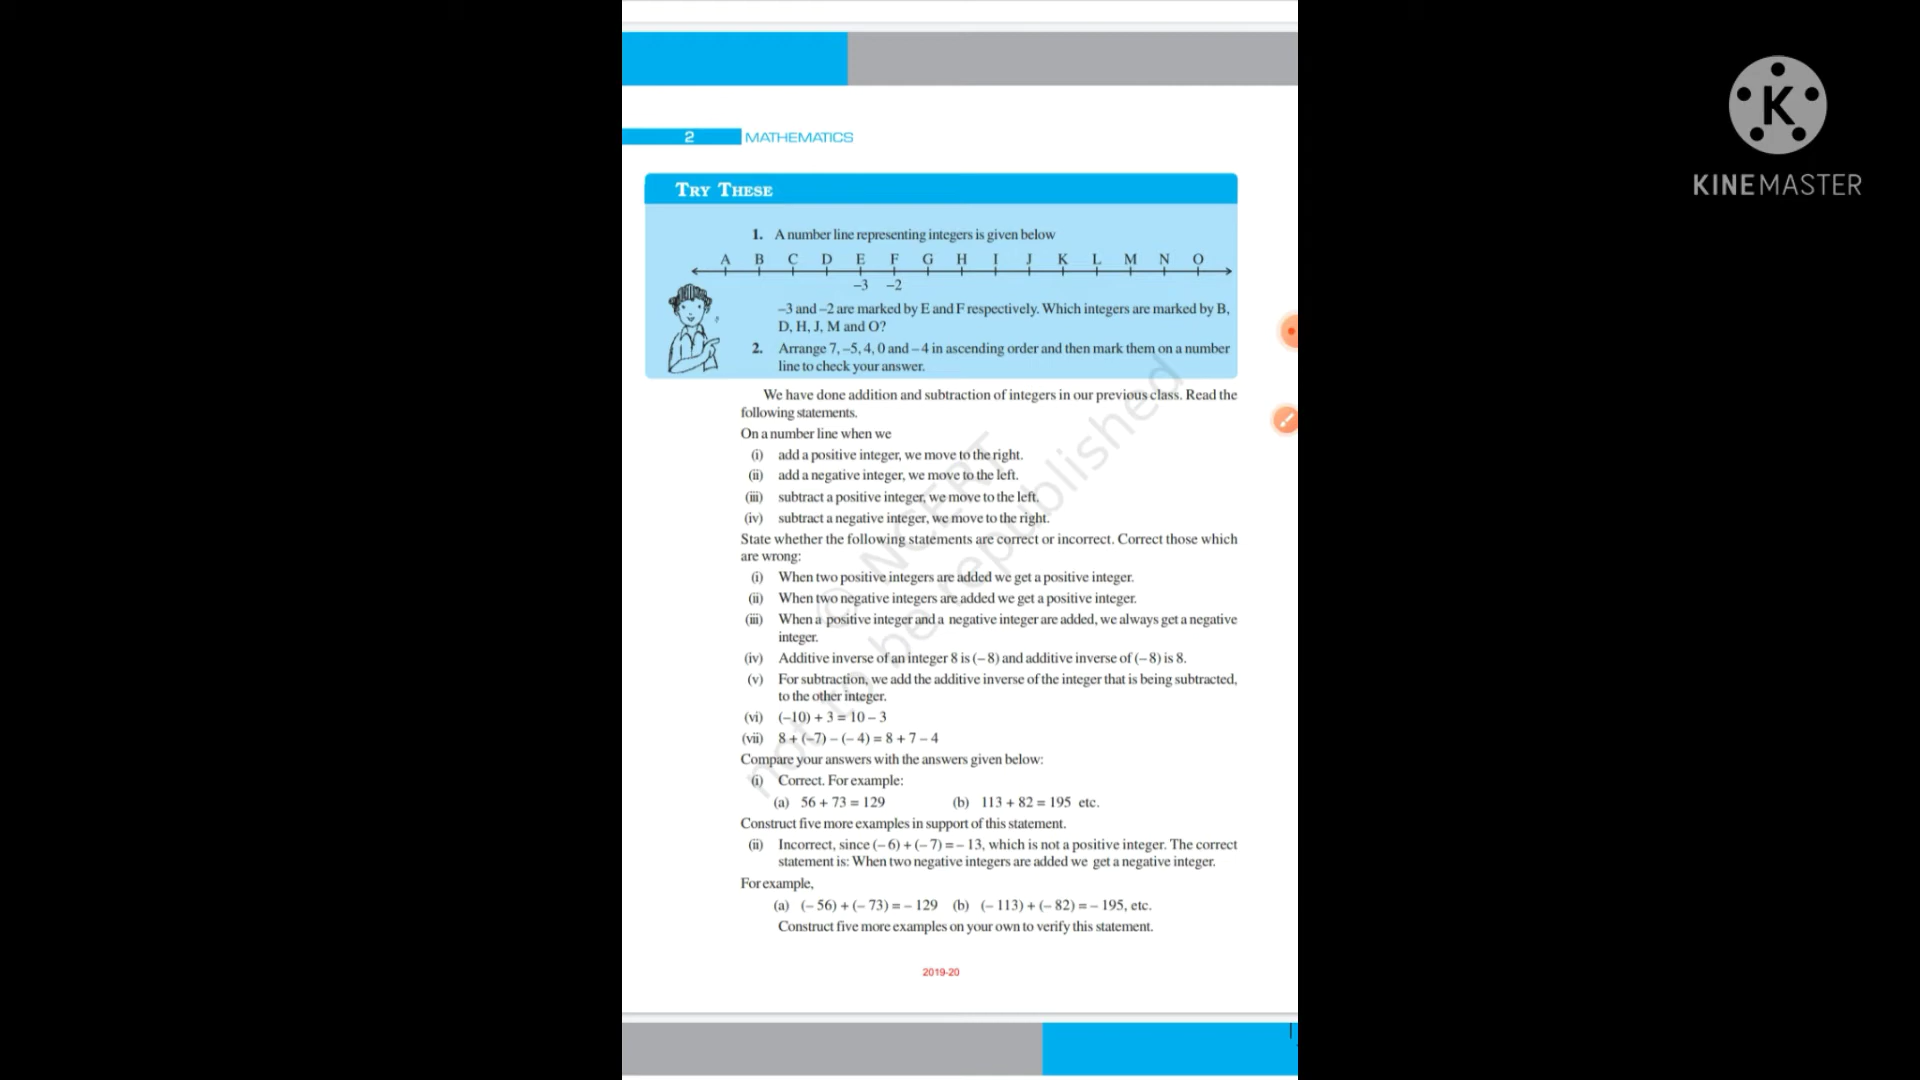 2 MATHEMATICS
TRY THESE
1. A number line representing integers is given below
A B C D E F G H I J K L M N O
–3 –2
–3 and –2 are marked by E and F respectively. Which integers are marked by B,
D, H, J, M and O?
2. Arrange 7, –5, 4, 0 and – 4 in ascending order and then mark them on a number
line to check your answer.
We have done addition and subtraction of integers in our previous class. Read the
following statements.
On a number line when we
(i) add a positive integer, we move to the right.
(ii) add a negative integer, we move to the left.
(iii) subtract a positive integer, we move to the left.
(iv) subtract a negative integer, we move to the right.
State whether the following statements are correct or incorrect. Correct those which
are wrong:
(i) When two positive integers are added we get a positive integer.
(ii) When two negative integers are added we get a positive integer.
(iii) When a positive integer and a negative integer are added, we always get a negative
integer.
(iv) Additive inverse of an integer 8 is (– 8) and additive inverse of (– 8) is 8.
(v) For subtraction, we add the additive inverse of the integer that is being subtracted,
to the other integer.
(vi) (–10) + 3 = 10 – 3
(vii) 8 + (–7) – (– 4) = 8 + 7 – 4
Compare your answers with the answers given below:
(i) Correct. For example:
(a) 56 + 73 = 129 (b) 113 + 82 = 195 etc.
Construct five more examples in support of this statement.
(ii) Incorrect, since (– 6) + (– 7) = – 13, which is not a positive integer. The correct
statement is: When two negative integers are added we get a negative integer.
For example,
(a) (– 56) + (– 73) = – 129 (b) (– 113) + (– 82) = – 195, etc.
Construct five more examples on your own to verify this statement.
2019-20
© NCERT
not to be republished
K
KINEMASTER